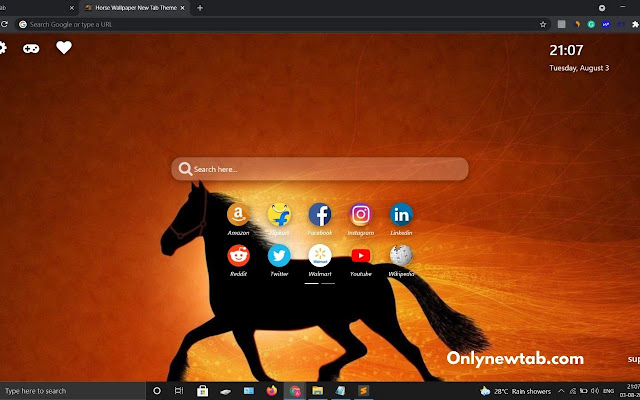 ab
Horse Wallpaper New Tab Theme
Search Google or type a URL
21:07
Tuesday, August 3
Search here...
Amazon
Flipkart
Facebook
Instagram
Linkedin
Reddit
Twitter
Walmart
Youtube
Wikipedia
Onlynewtab.com
sup
Type here to search
28°C Rain showers
ENG
21:07
03-08-2